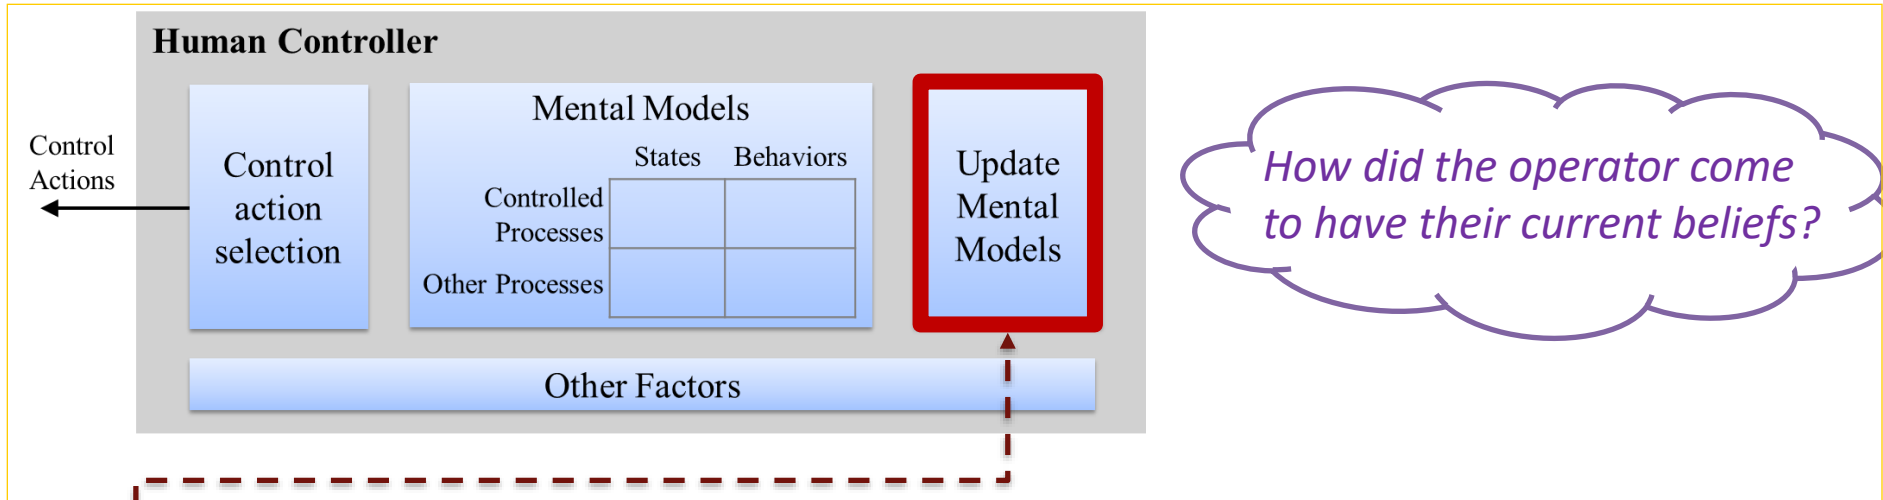 Human Controller
Control
Actions
Control
action
selection
Mental Models
States Behaviors
Controlled
Processes
Other Processes
Update
Mental
Models
Other Factors
How did the operator come
to have their current beliefs?